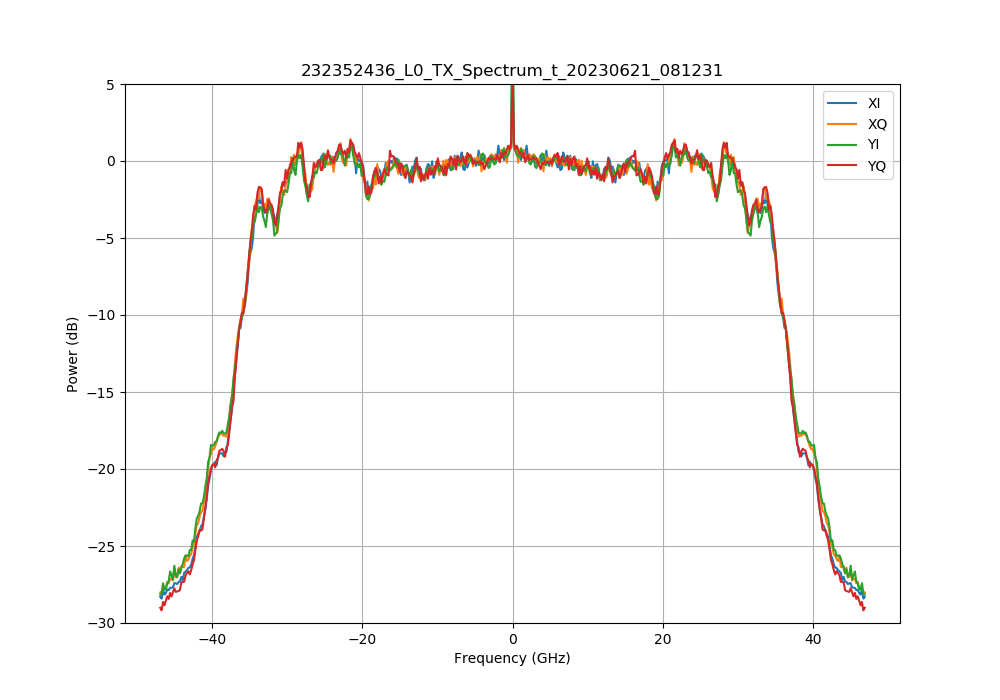 232352436_L0_TX_Spectrum_t_20230621_081231
5
0
−5
−10
−15
−20
−25
−30
Power (dB)
XI
XQ
YI
YQ
−40 −20 0 20 40
Frequency (GHz)